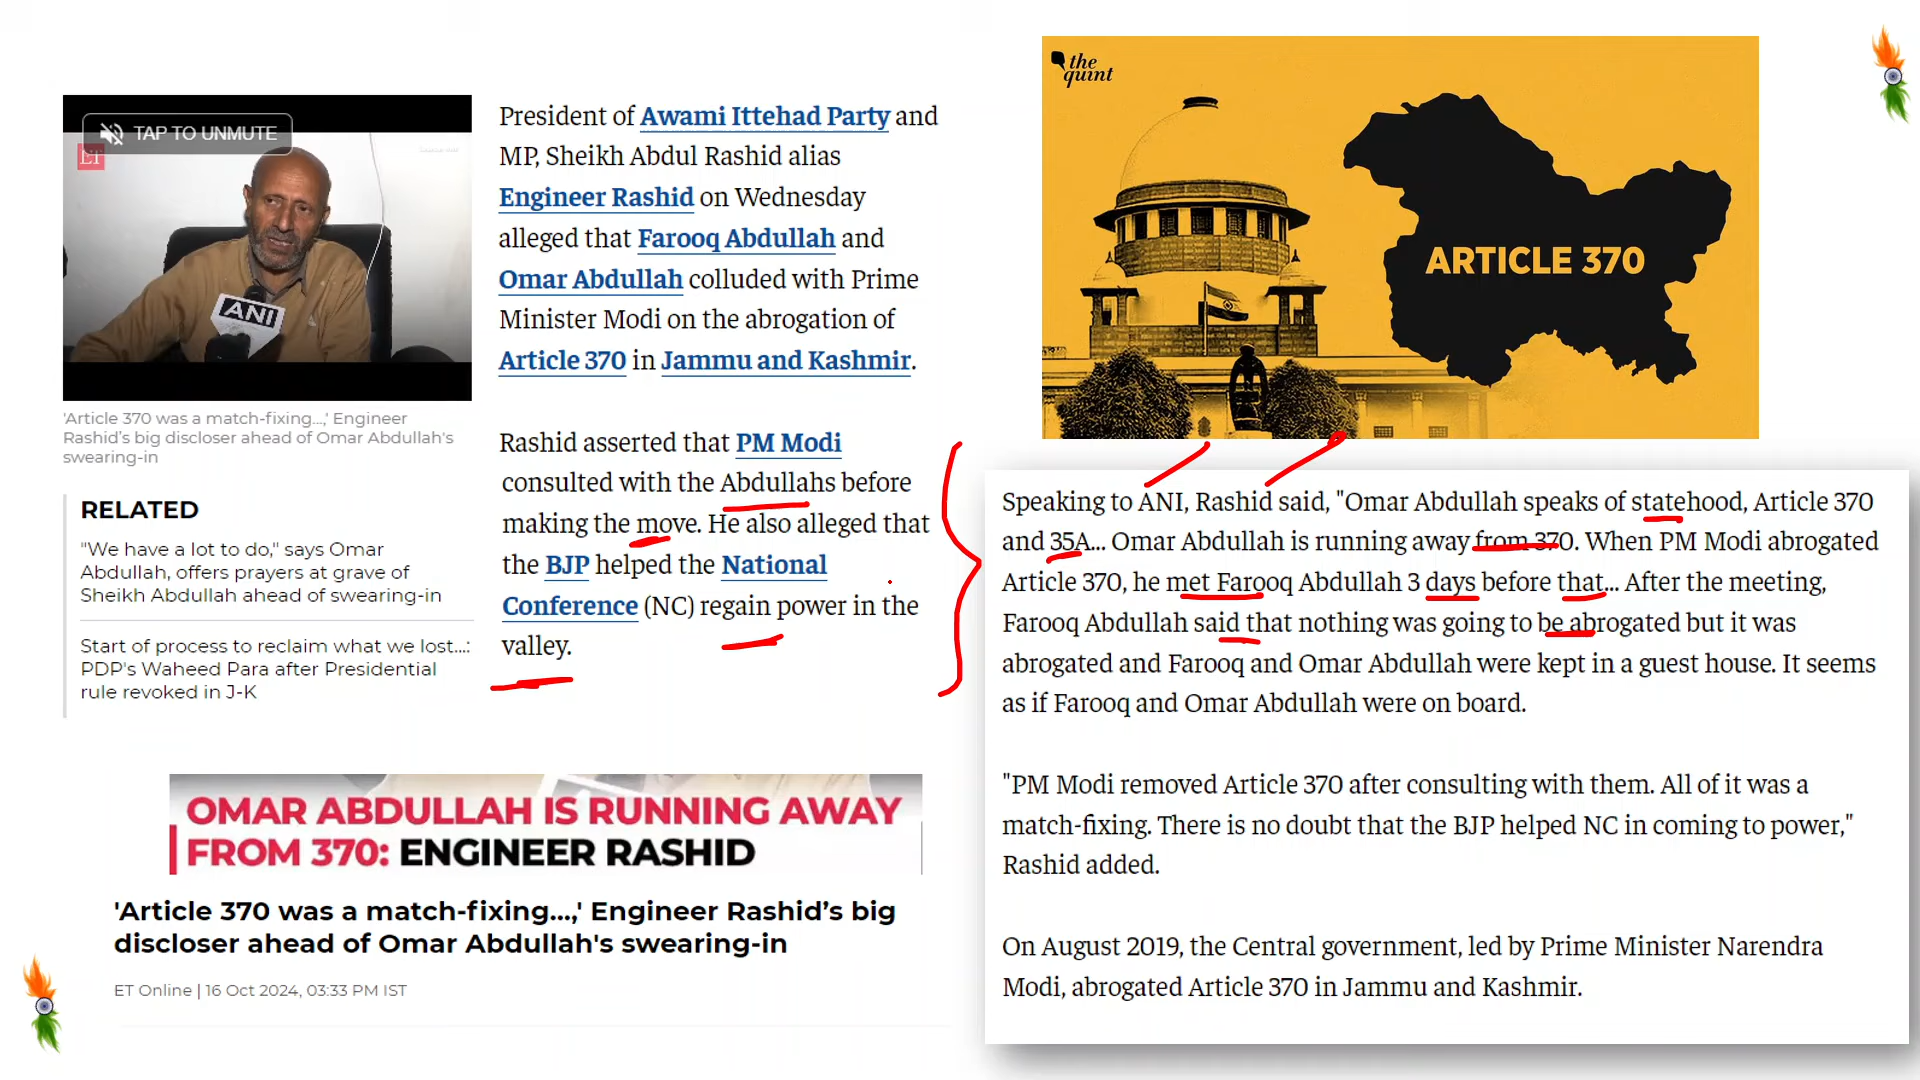 TAP TO UNMUTE
ET
ANI
'Article 370 was a match-fixing...,' Engineer
Rashid's big discloser ahead of Omar Abdullah's
swearing-in
RELATED
"We have a lot to do," says Omar
Abdullah, offers prayers at grave of
Sheikh Abdullah ahead of swearing-in
Start of process to reclaim what we lost...:
PDP's Waheed Para after Presidential
rule revoked in J-K
President of Awami Ittehad Party and
MP, Sheikh Abdul Rashid alias
Engineer Rashid on Wednesday
alleged that Farooq Abdullah and
Omar Abdullah colluded with Prime
Minister Modi on the abrogation of
Article 370 in Jammu and Kashmir.
Rashid asserted that PM Modi
consulted with the Abdullahs before
making the move. He also alleged that
the BJP helped the National
Conference (NC) regain power in the
valley.
OMAR ABDULLAH IS RUNNING AWAY
FROM 370: ENGINEER RASHID
'Article 370 was a match-fixing...,' Engineer Rashid's big
discloser ahead of Omar Abdullah's swearing-in
ET Online | 16 Oct 2024, 03:33 PM IST
the
quint
ARTICLE 370
Speaking to ANI, Rashid said, "Omar Abdullah speaks of statehood, Article 370
and 35A... Omar Abdullah is running away from 370. When PM Modi abrogated
Article 370, he met Farooq Abdullah 3 days before that... After the meeting,
Farooq Abdullah said that nothing was going to be abrogated but it was
abrogated and Farooq and Omar Abdullah were kept in a guest house. It seems
as if Farooq and Omar Abdullah were on board.
"PM Modi removed Article 370 after consulting with them. All of it was a
match-fixing. There is no doubt that the BJP helped NC in coming to power,"
Rashid added.
On August 2019, the Central government, led by Prime Minister Narendra
Modi, abrogated Article 370 in Jammu and Kashmir.